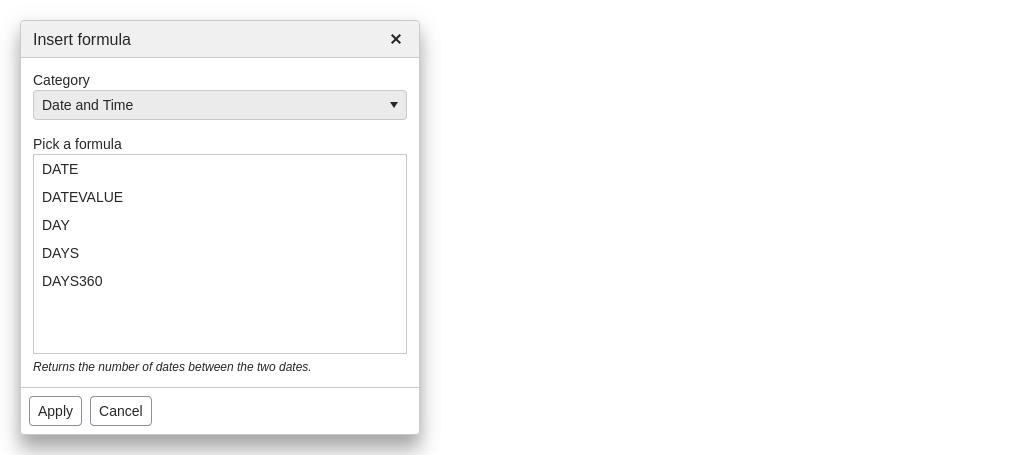 Insert formula
Category
Date and Time
Pick a formula
DATE
DATEVALUE
DAY
DAYS
DAYS360
Returns the number of dates between the two dates.
Apply Cancel